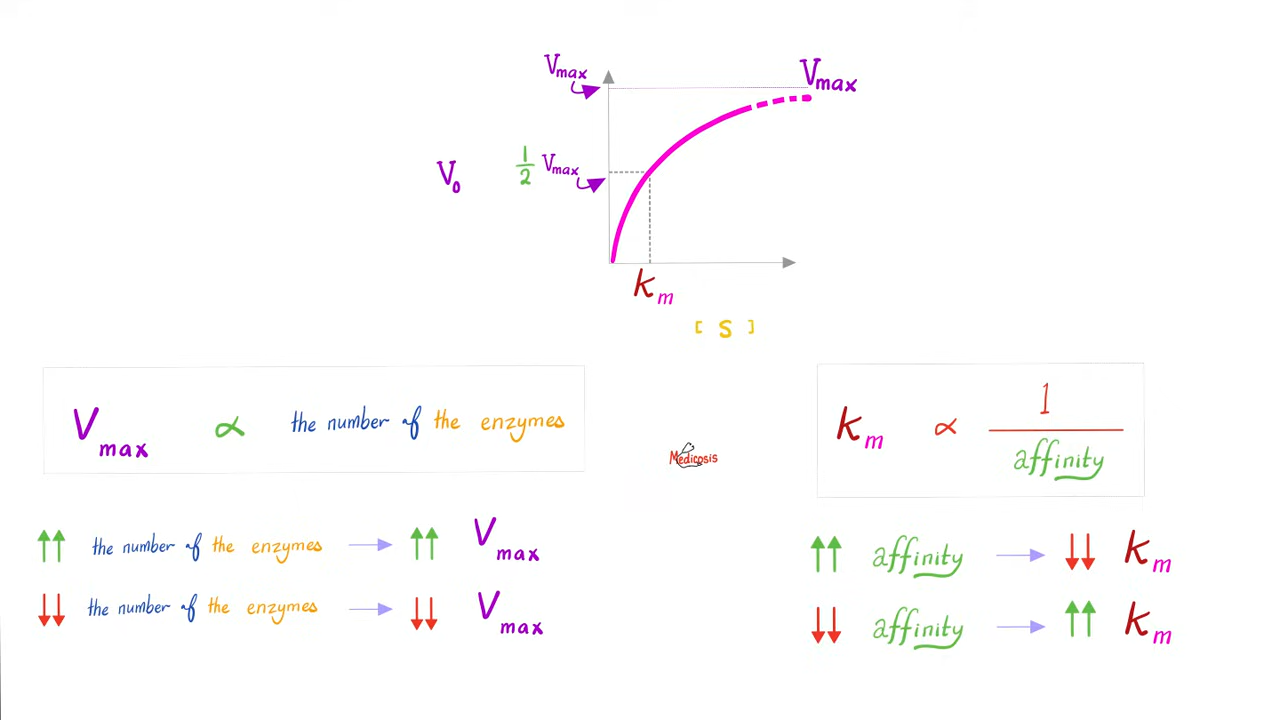 Vmax
Vmax
1/2 Vmax
V0
km
[ S ]
Vmax ∝ the number of the enzymes
km ∝ 1/affinity
Medicosis
↑↑ the number of the enzymes → ↑↑ Vmax
↓↓ the number of the enzymes → ↓↓ Vmax
↑↑ affinity → ↓↓ km
↓↓ affinity → ↑↑ km